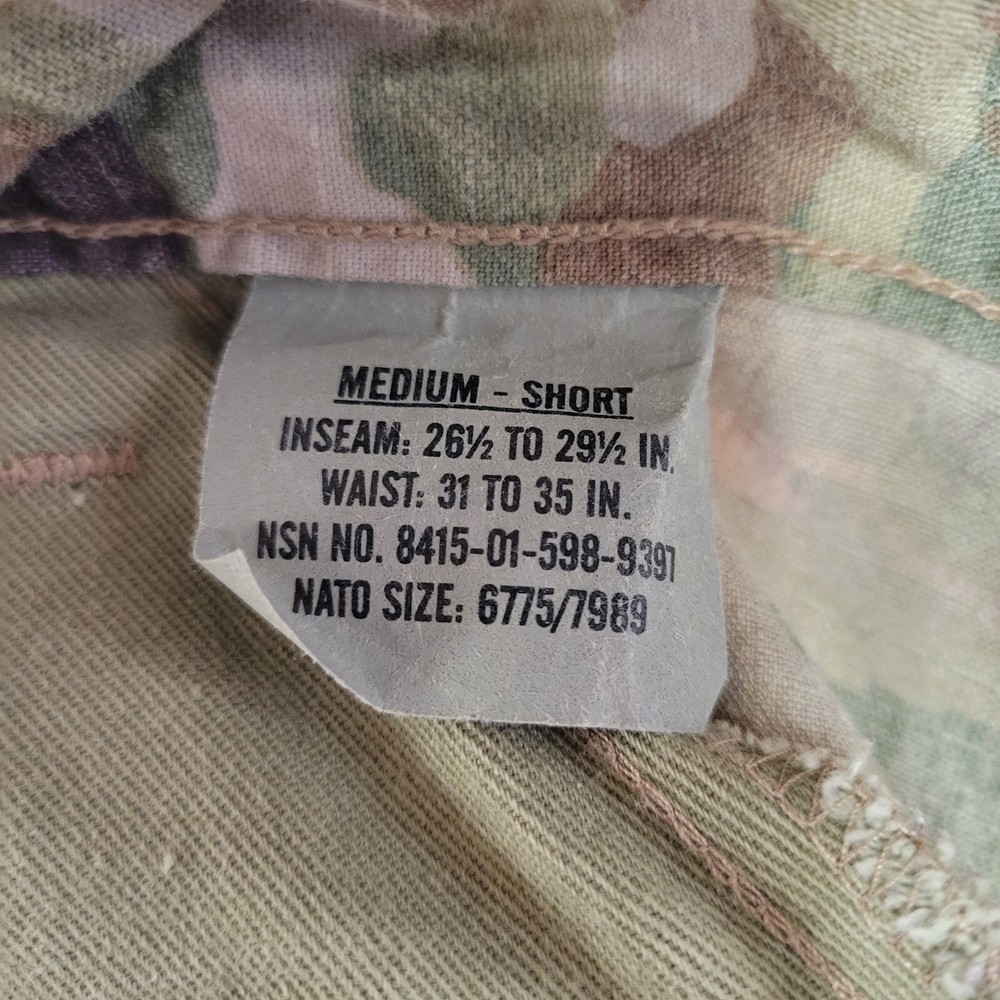 MEDIUM - SHORT
INSEAM: 26½ TO 29½ IN.
WAIST: 31 TO 35 IN.
NSN NO. 8415-01-598-9397
NATO SIZE: 6775/7989